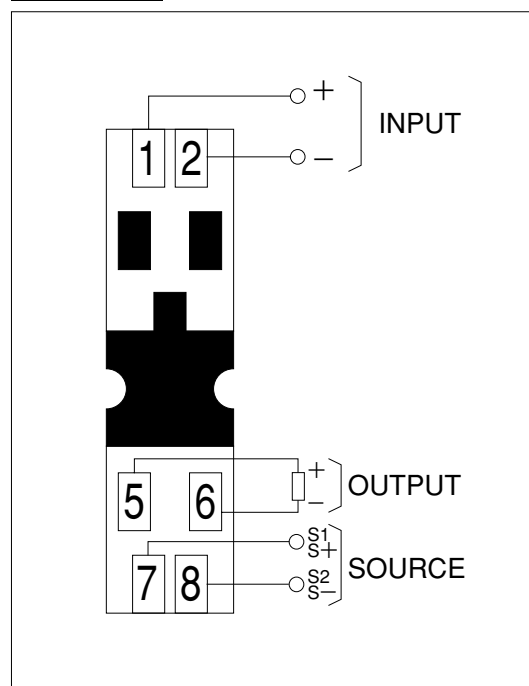 +
INPUT
1 2
−
5 6
+
−
OUTPUT
7 8
S1
S+
S2
S−
SOURCE